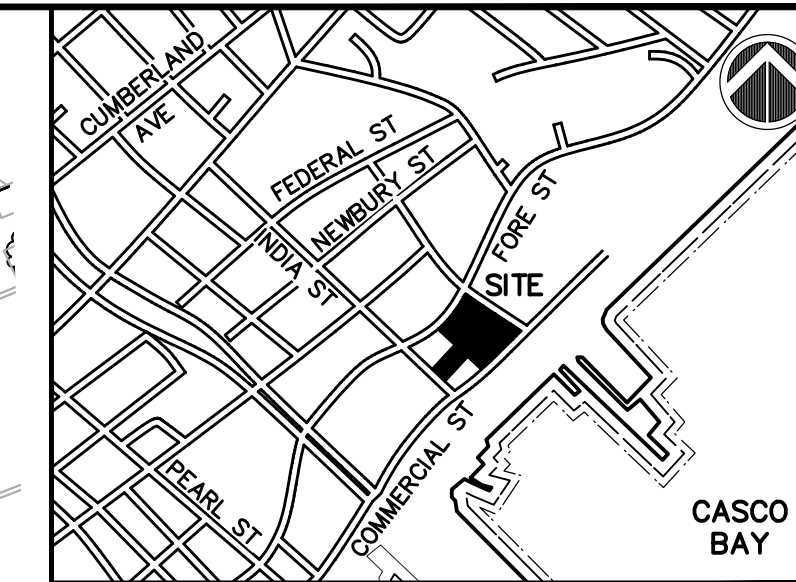 CUMBERLAND
AVE
FEDERAL ST
NEWBURY ST
INDIA ST
FORE ST
SITE
PEARL ST
COMMERCIAL ST
CASCO
BAY